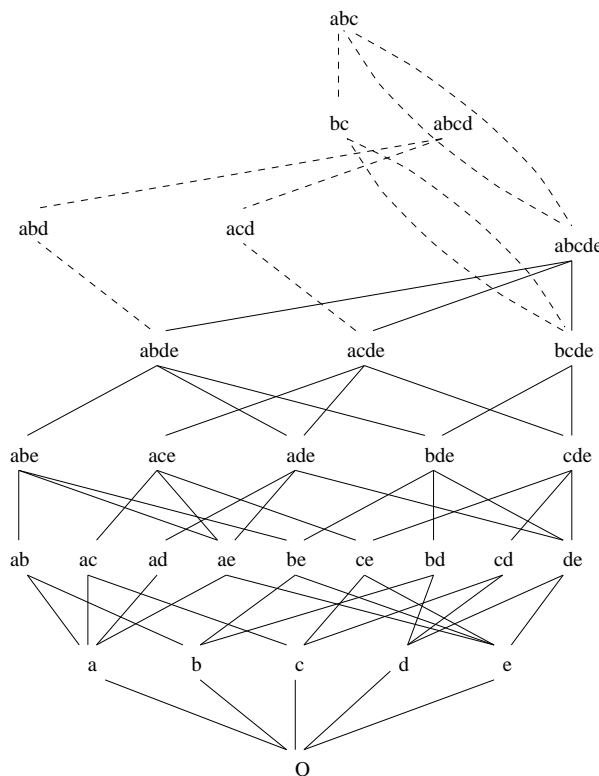 abc
bc abcd
abd acd
abcde
abde acde bcde
abe ace ade bde cde
ab ac ad ae be ce bd cd de
a b c d e
O